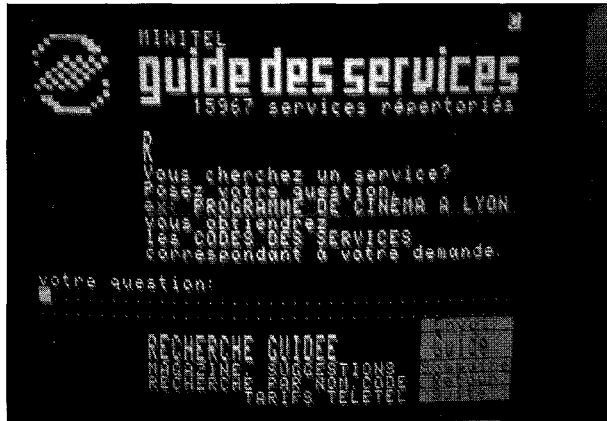 MINITEL
guide des services
15967 services répertoriés
Vous cherchez un service?
Posez votre question,
ex: PROGRAMME DE CINEMA A LYON
vous obtiendrez
les CODES DES SERVICES
correspondant à votre demande.
votre question:
RECHERCHE GUIDEE
MAGAZINE, SUGGESTIONS
RECHERCHE PAR NOM, CODE
TARIFS TELETEL